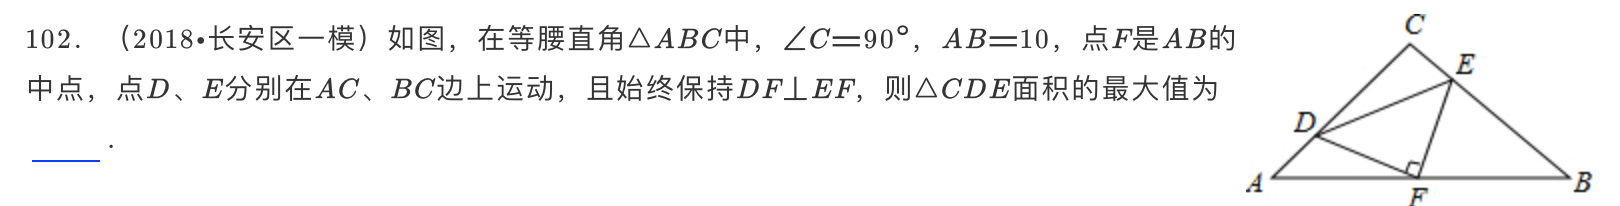 102. （2018•长安区一模）如图，在等腰直角△ABC中，∠C＝90°，AB＝10，点F是AB的
中点，点D、E分别在AC、BC边上运动，且始终保持DF⊥EF，则△CDE面积的最大值为
____ .
C
E
D
A
F
B